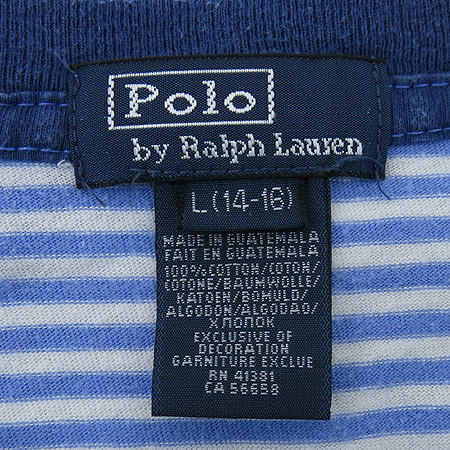 Polo
by Ralph Lauren
L (14-16)
MADE IN GUATEMALA
FAIT EN GUATEMALA
100%COTTON/COTON/
COTONE/BAUMWOLLE/
KATOEN/BOMULD/
ALGODON/ALGODAO/
ХЛОПОК
EXCLUSIVE OF
DECORATION
GARNITURE EXCLUE
RN 41381
CA 56658